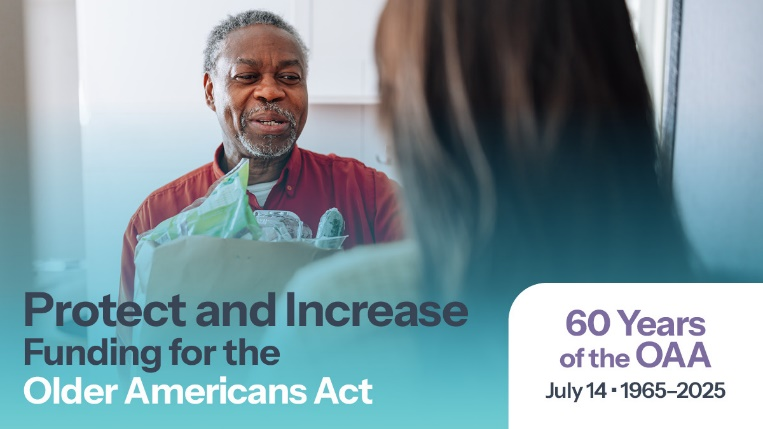 Protect and Increase
Funding for the
Older Americans Act
60 Years
of the OAA
July 14 ▪ 1965–2025